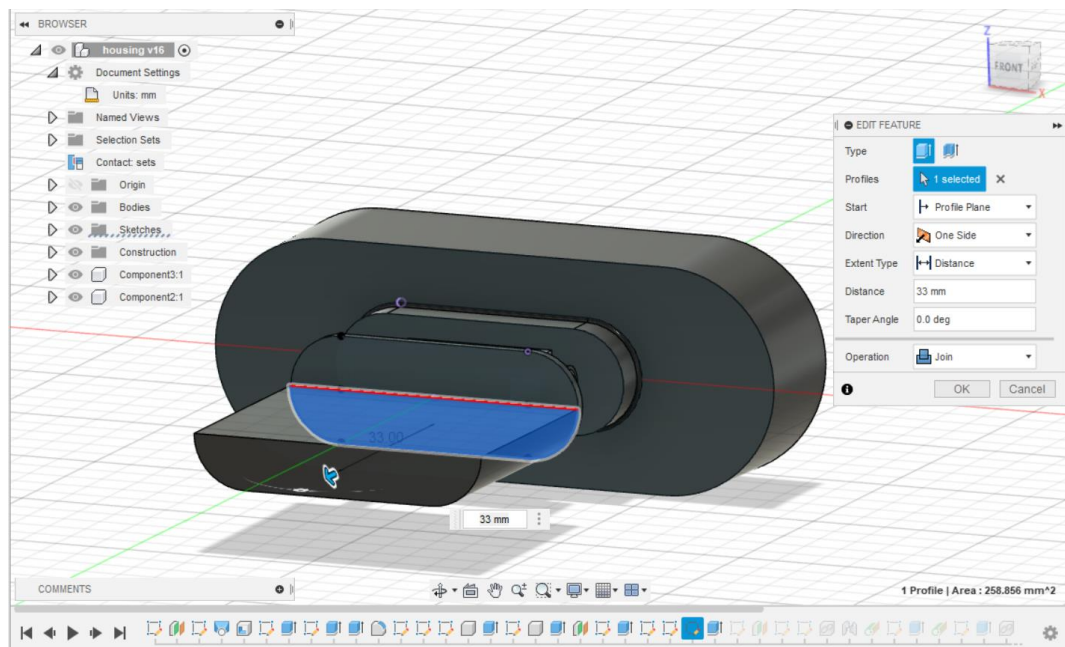 BROWSER
housing v16
Document Settings
Units: mm
Named Views
Selection Sets
Contact: sets
Origin
Bodies
Sketches
Construction
Component3:1
Component2:1
Z
FRONT
X
EDIT FEATURE
Type
Profiles 1 selected
Start Profile Plane
Direction One Side
Extent Type Distance
Distance 33 mm
Taper Angle 0.0 deg
Operation Join
OK Cancel
33.00
33 mm
COMMENTS
1 Profile | Area : 258.856 mm^2